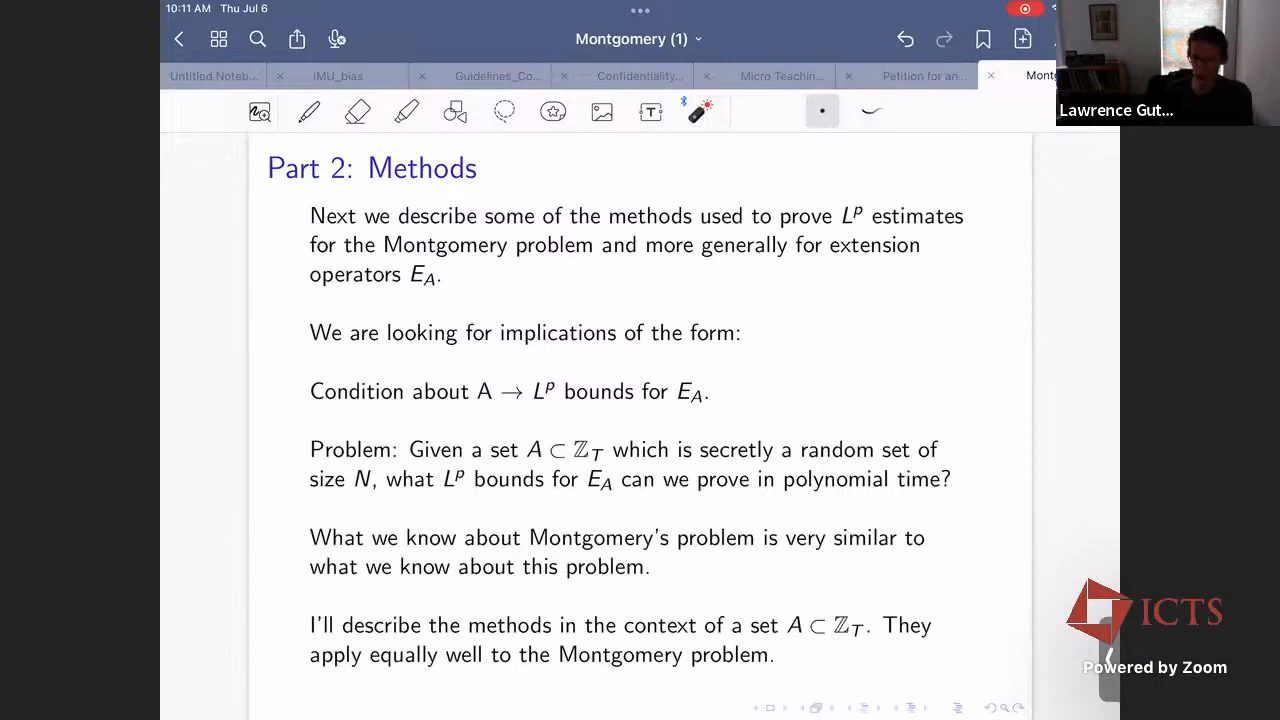 10:11 AM Thu Jul 6
Montgomery (1)
Untitled Noteb...
IMU_bias
Guidelines_Co...
Confidentiality...
Micro Teachin...
Petition for an...
Mont
Lawrence Gut...
Part 2: Methods
Next we describe some of the methods used to prove L^p estimates
for the Montgomery problem and more generally for extension
operators E_A.
We are looking for implications of the form:
Condition about A → L^p bounds for E_A.
Problem: Given a set A ⊂ ℤ_T which is secretly a random set of
size N, what L^p bounds for E_A can we prove in polynomial time?
What we know about Montgomery's problem is very similar to
what we know about this problem.
I'll describe the methods in the context of a set A ⊂ ℤ_T. They
apply equally well to the Montgomery problem.
ICTS
Powered by Zoom